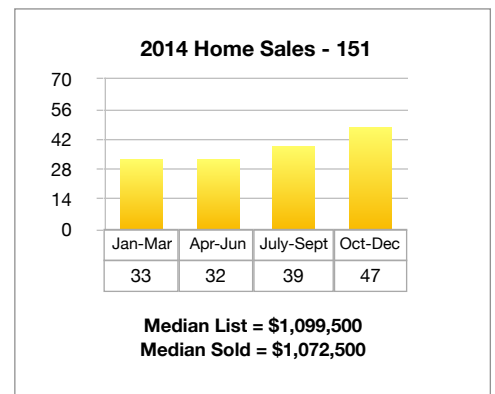 2014 Home Sales - 151
70
56
42
28
14
0
Jan-Mar Apr-Jun July-Sept Oct-Dec
33 32 39 47
Median List = $1,099,500
Median Sold = $1,072,500